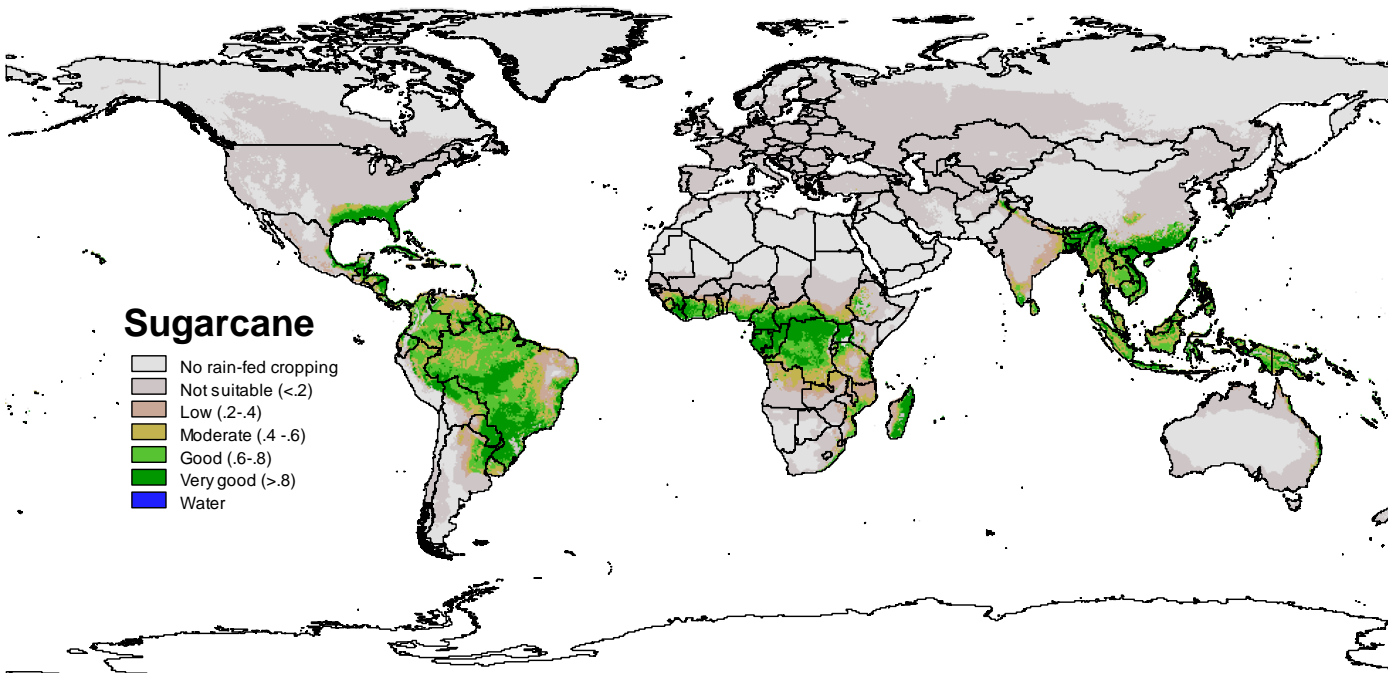 Sugarcane
No rain-fed cropping
Not suitable (<.2)
Low (.2-.4)
Moderate (.4 -.6)
Good (.6-.8)
Very good (>.8)
Water